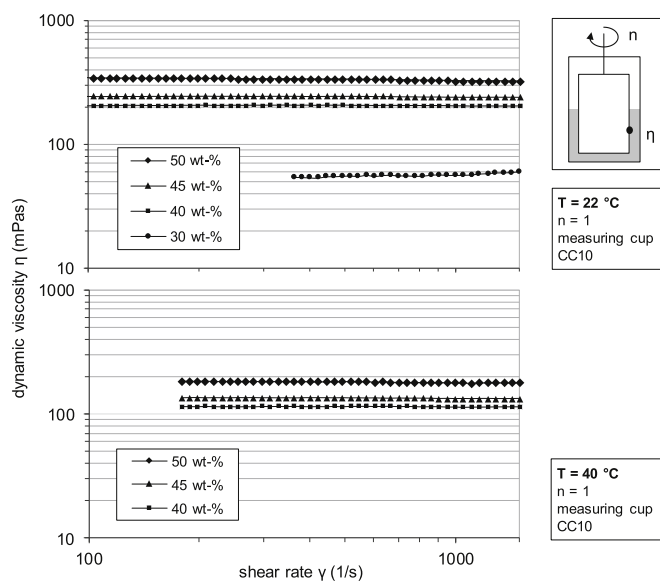 1000
100
10
50 wt-%
45 wt-%
40 wt-%
30 wt-%
n
η
T = 22 °C
n = 1
measuring cup
CC10
dynamic viscosity η (mPas)
1000
100
10
50 wt-%
45 wt-%
40 wt-%
T = 40 °C
n = 1
measuring cup
CC10
100
1000
shear rate γ (1/s)